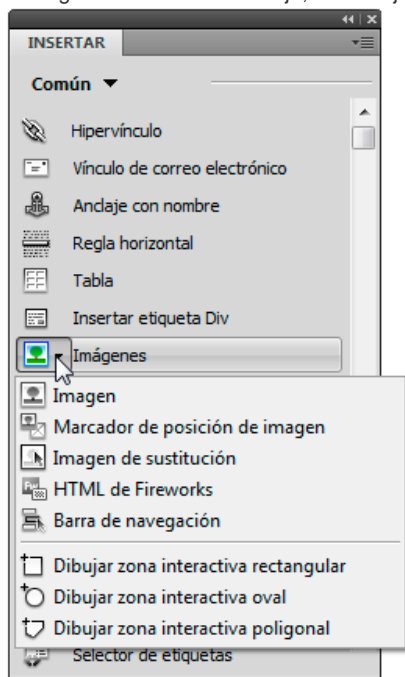 INSERTAR
Común
Hipervínculo
Vínculo de correo electrónico
Anclaje con nombre
Regla horizontal
Tabla
Insertar etiqueta Div
Imágenes
Imagen
Marcador de posición de imagen
Imagen de sustitución
HTML de Fireworks
Barra de navegación
Dibujar zona interactiva rectangular
Dibujar zona interactiva oval
Dibujar zona interactiva poligonal
Selector de etiquetas